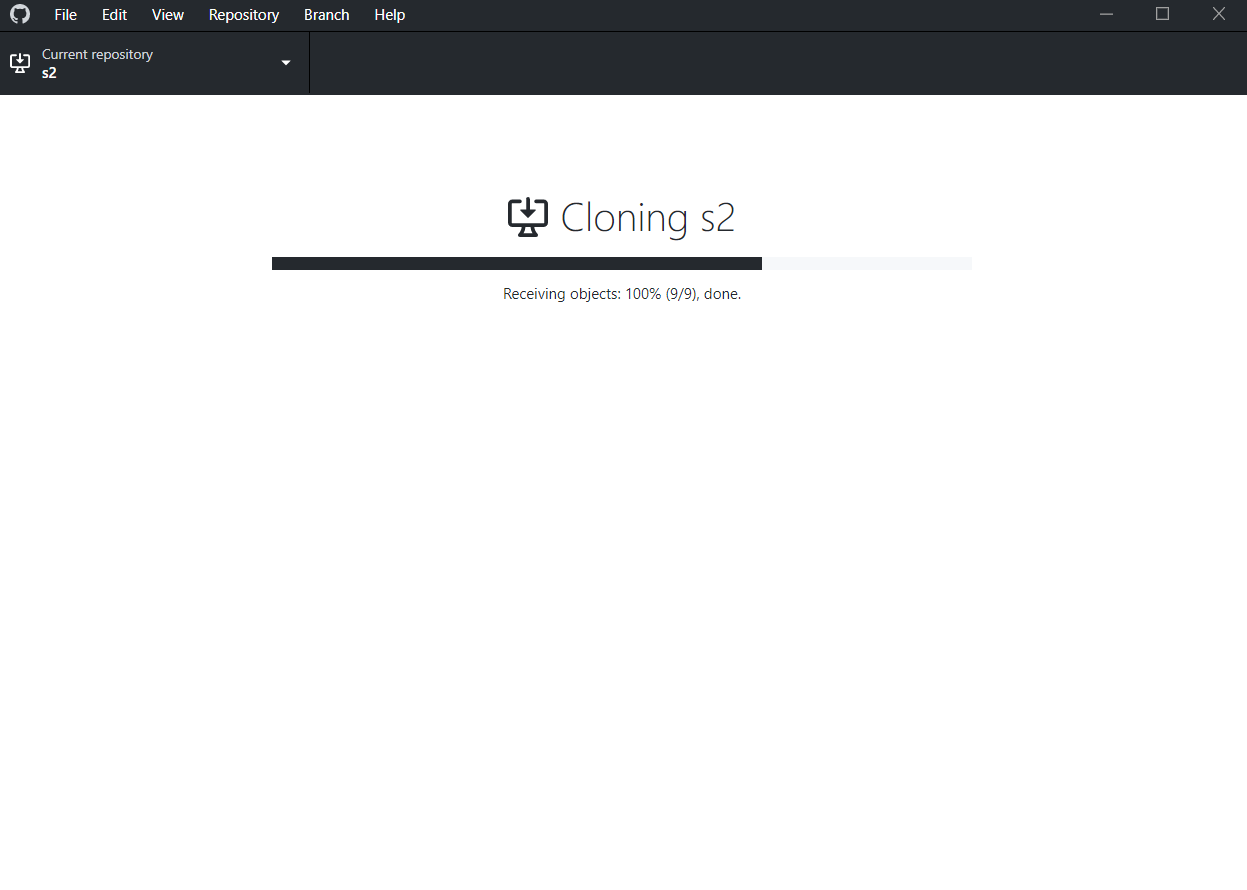 File Edit View Repository Branch Help
Current repository
s2
Cloning s2
Receiving objects: 100% (9/9), done.